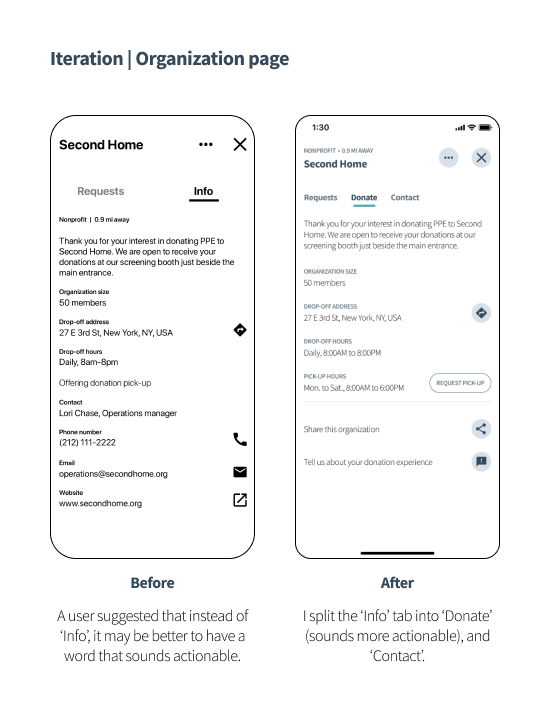 Iteration | Organization page
Second Home
Requests
Info
Nonprofit | 0.9 mi away
Thank you for your interest in donating PPE to
Second Home. We are open to receive your
donations at our screening booth just beside the
main entrance.
Organization size
50 members
Drop-off address
27 E 3rd St, New York, NY, USA
Drop-off hours
Daily, 8am-8pm
Offering donation pick-up
Contact
Lori Chase, Operations manager
Phone number
(212) 111-2222
Email
operations@secondhome.org
Website
www.secondhome.org
Before
A user suggested that instead of
‘Info’, it may be better to have a
word that sounds actionable.
1:30
NONPROFIT • 0.9 MI AWAY
Second Home
Requests
Donate
Contact
Thank you for your interest in donating PPE to Second
Home. We are open to receive your donations at our
screening booth just beside the main entrance.
ORGANIZATION SIZE
50 members
DROP-OFF ADDRESS
27 E 3rd St, New York, NY, USA
DROP-OFF HOURS
Daily, 8:00AM to 8:00PM
PICK-UP HOURS
Mon. to Sat., 8:00AM to 6:00PM
REQUEST PICK-UP
Share this organization
Tell us about your donation experience
After
I split the ‘Info’ tab into ‘Donate’
(sounds more actionable), and
‘Contact’.